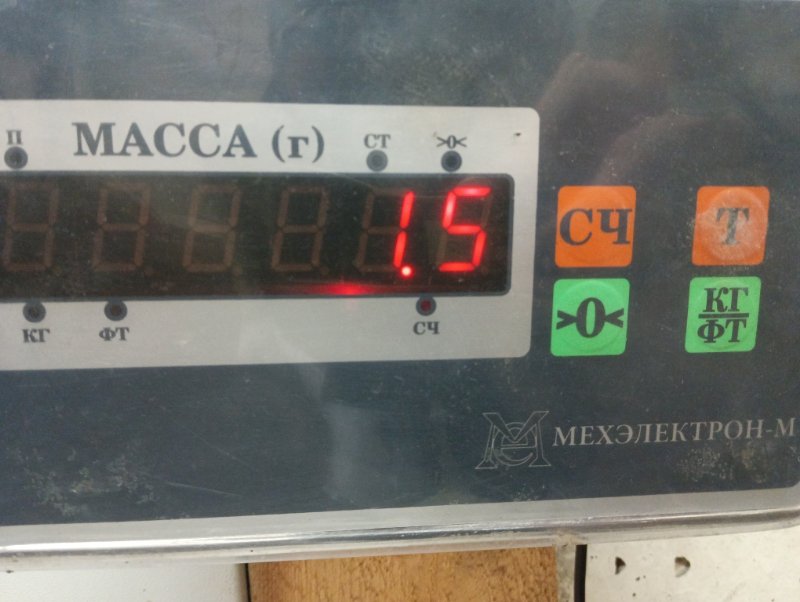 П
МАССА (г)
СТ
>0<
1.5
КГ
ФТ
СЧ
СЧ
Т
>0<
КГ
ФТ
МЕХЭЛЕКТРОН-М